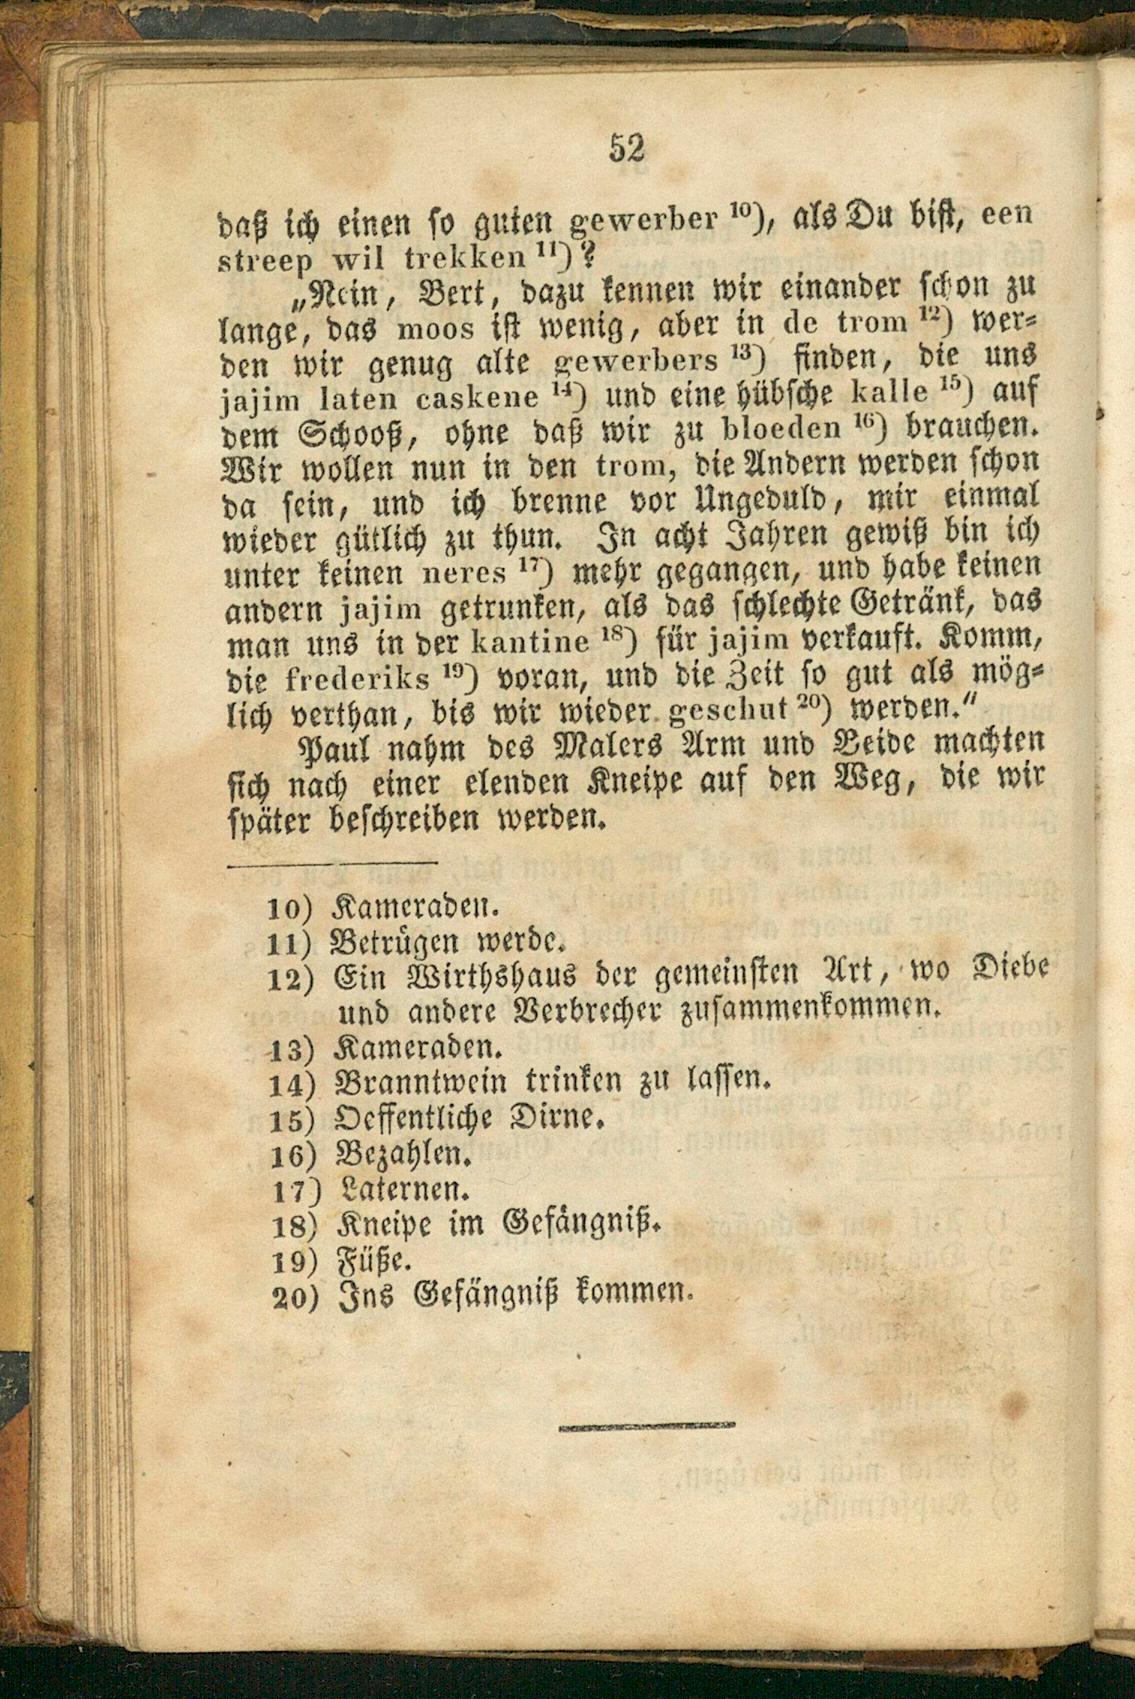 52
daß ich einen so guten gewerber ¹⁰), als Du bist, een
streep wil trekken ¹¹)?
„Nein, Bert, dazu kennen wir einander schon zu
lange, das moos ist wenig, aber in de trom ¹²) wer-
den wir genug alte gewerbers ¹³) finden, die uns
jajim laten caskene ¹⁴) und eine hübsche kalle ¹⁵) auf
dem Schooß, ohne daß wir zu bloeden ¹⁶) brauchen.
Wir wollen nun in den trom, die Andern werden schon
da sein, und ich brenne vor Ungeduld, mir einmal
wieder gütlich zu thun. In acht Jahren gewiß bin ich
unter keinen neres ¹⁷) mehr gegangen, und habe keinen
andern jajim getrunken, als das schlechte Getränk, das
man uns in der kantine ¹⁸) für jajim verkauft. Komm,
die frederiks ¹⁹) voran, und die Zeit so gut als mög-
lich verthan, bis wir wieder geschut ²⁰) werden."
Paul nahm des Malers Arm und Beide machten
sich nach einer elenden Kneipe auf den Weg, die wir
später beschreiben werden.
10) Kameraden.
11) Betrügen werde.
12) Ein Wirthshaus der gemeinsten Art, wo Diebe
und andere Verbrecher zusammenkommen.
13) Kameraden.
14) Branntwein trinken zu lassen.
15) Oeffentliche Dirne.
16) Bezahlen.
17) Laternen.
18) Kneipe im Gefängniß.
19) Füße.
20) Ins Gefängniß kommen.